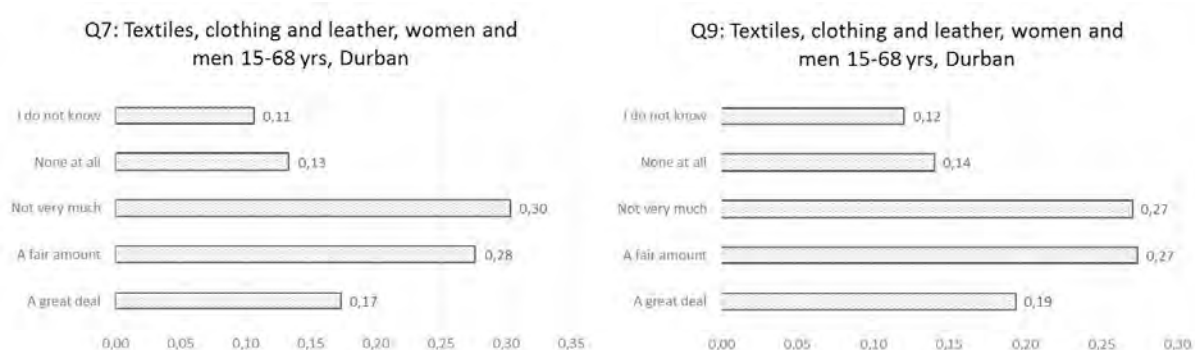 Q7: Textiles, clothing and leather, women and
men 15-68 yrs, Durban
I do not know
0,11
None at all
0,13
Not very much
0,30
A fair amount
0,28
A great deal
0,17
0,00 0,05 0,10 0,15 0,20 0,25 0,30 0,35
Q9: Textiles, clothing and leather, women and
men 15-68 yrs, Durban
I do not know
0,12
None at all
0,14
Not very much
0,27
A fair amount
0,27
A great deal
0,19
0,00 0,05 0,10 0,15 0,20 0,25 0,30